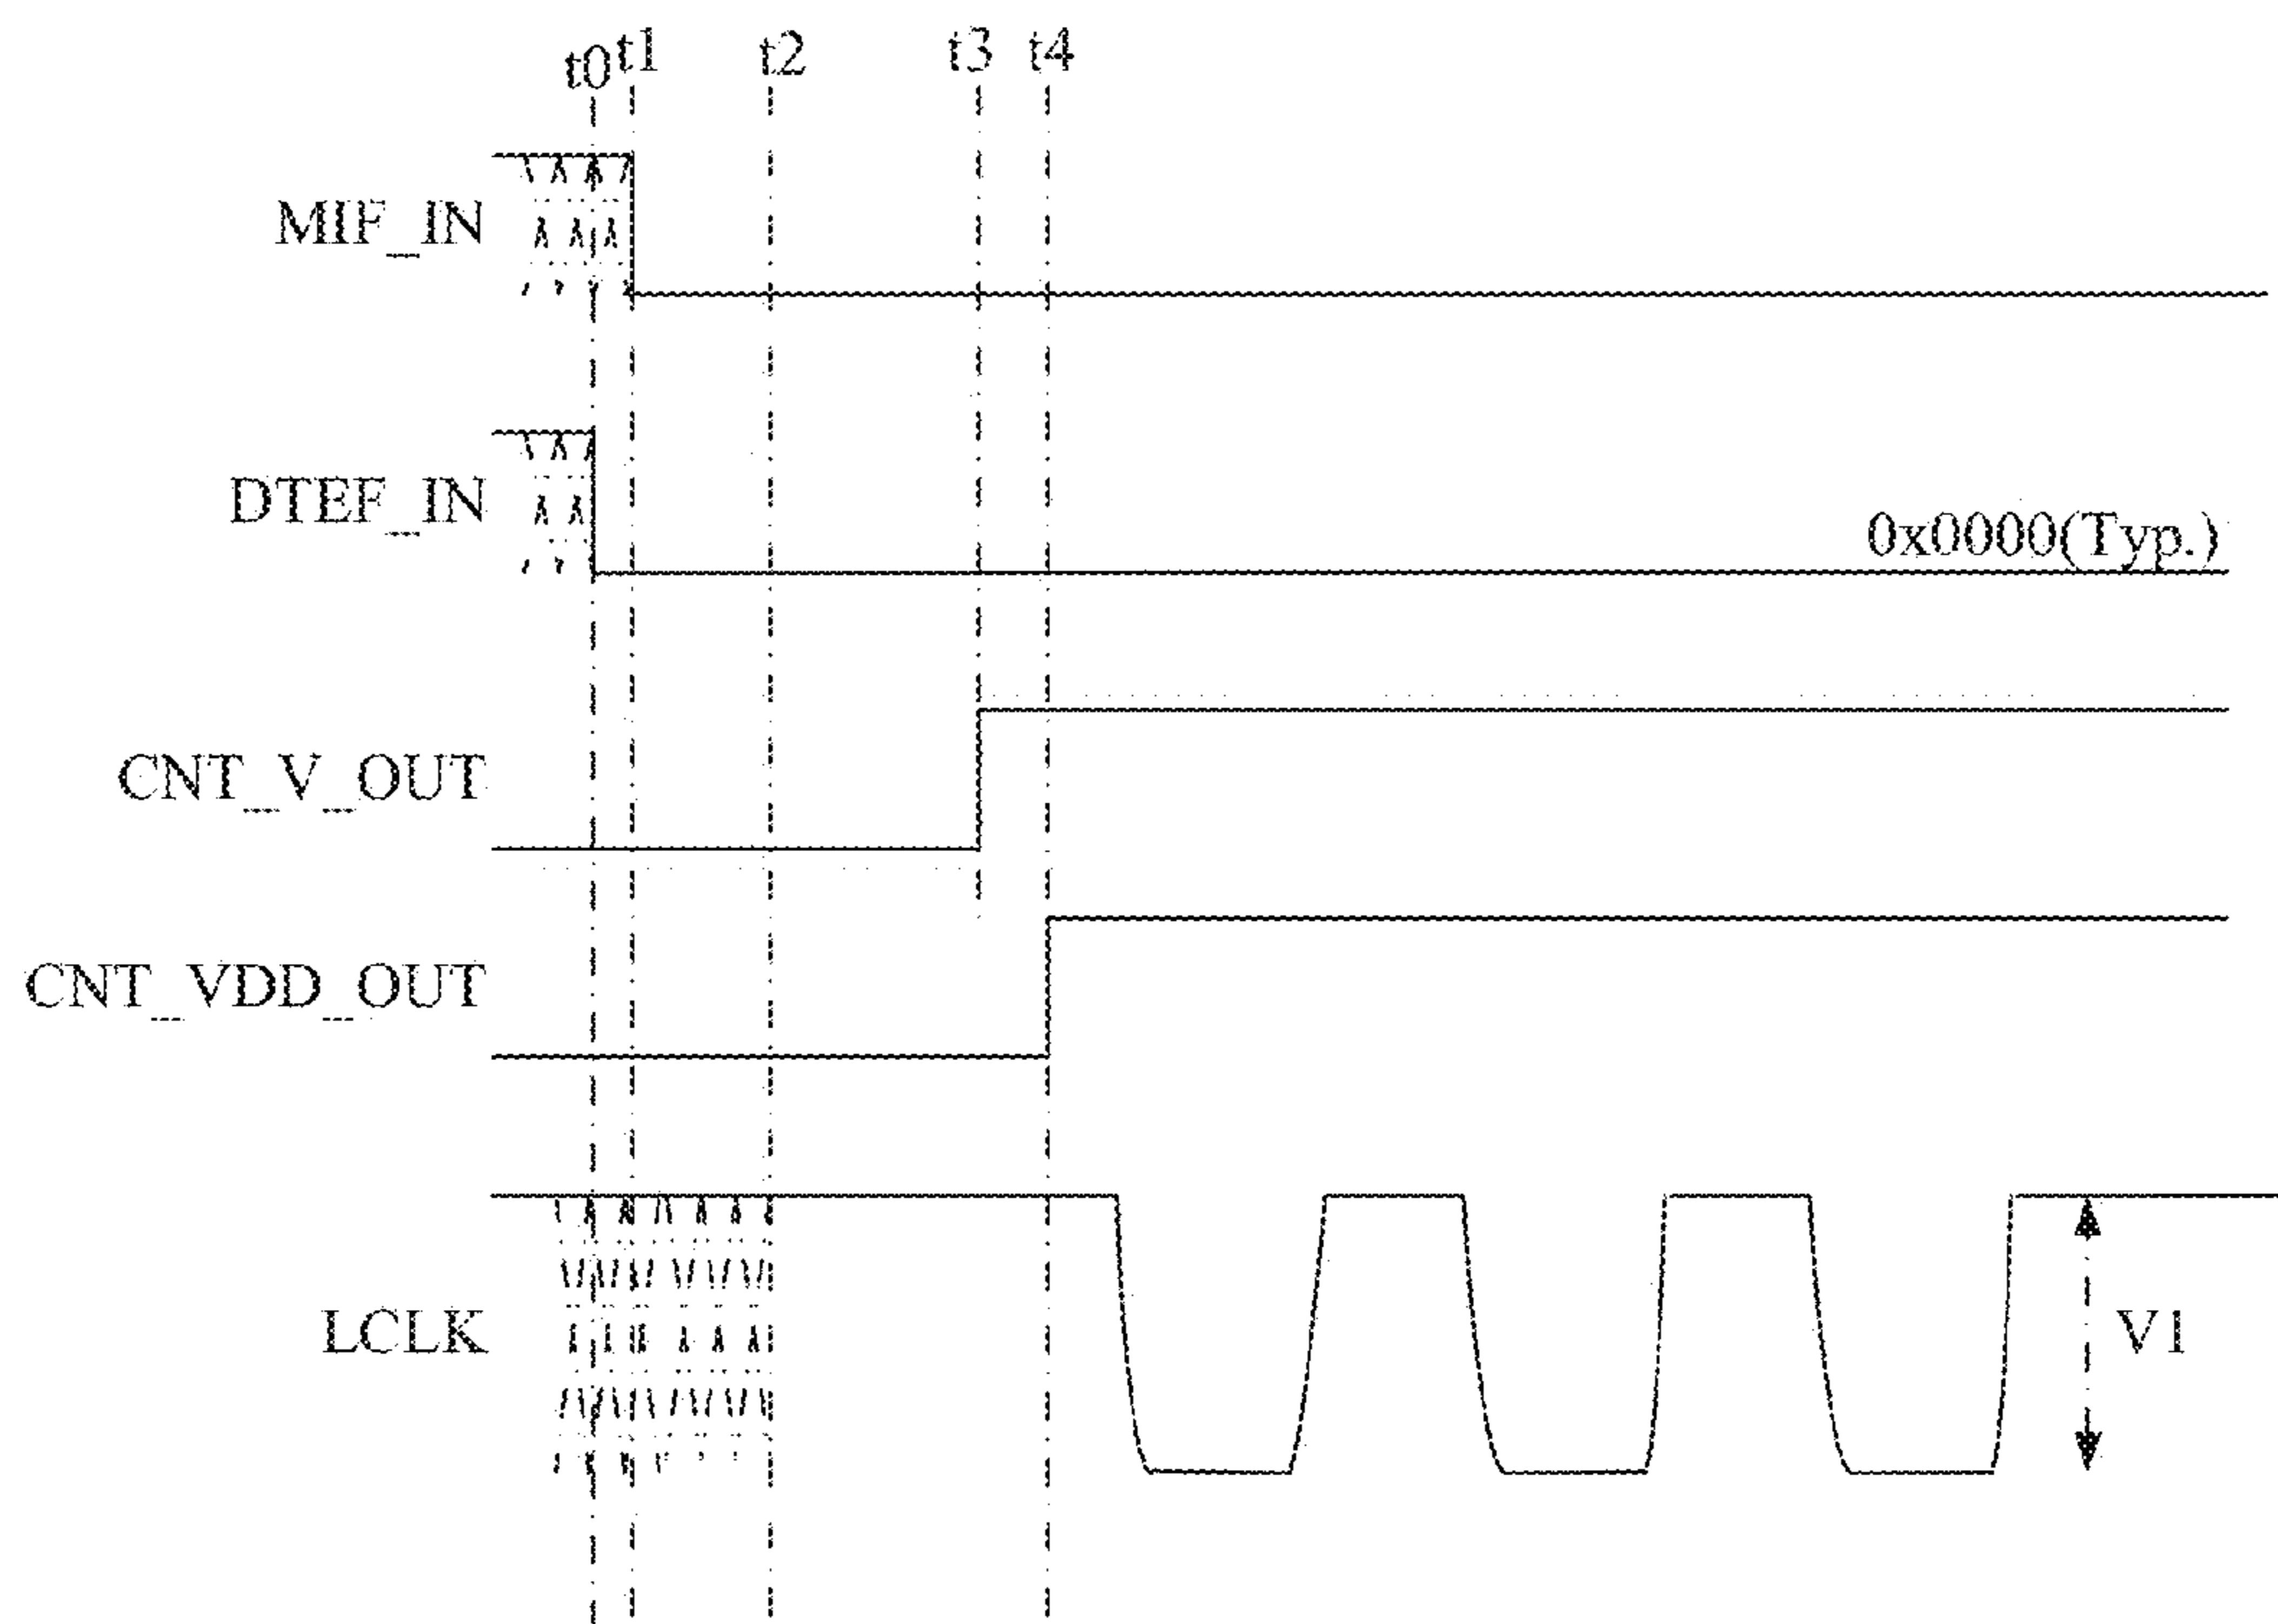 t0 t1 t2 t3 t4
MIF_IN
DTEF_IN
0x0000(Typ.)
CNT_V_OUT
CNT_VDD_OUT
LCLK
V1